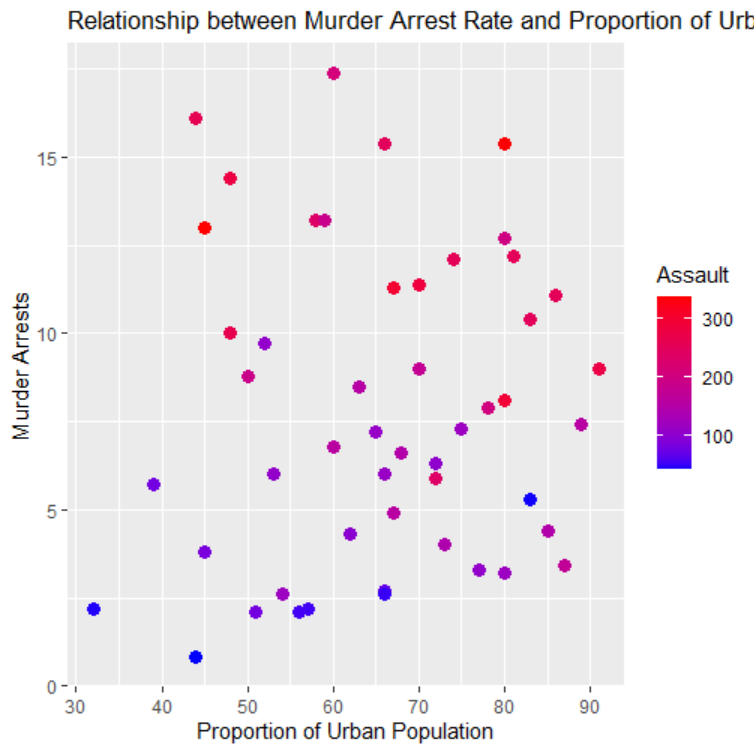 Relationship between Murder Arrest Rate and Proportion of Urb
Murder Arrests
15
10
5
0
30 40 50 60 70 80 90
Proportion of Urban Population
Assault
300
200
100